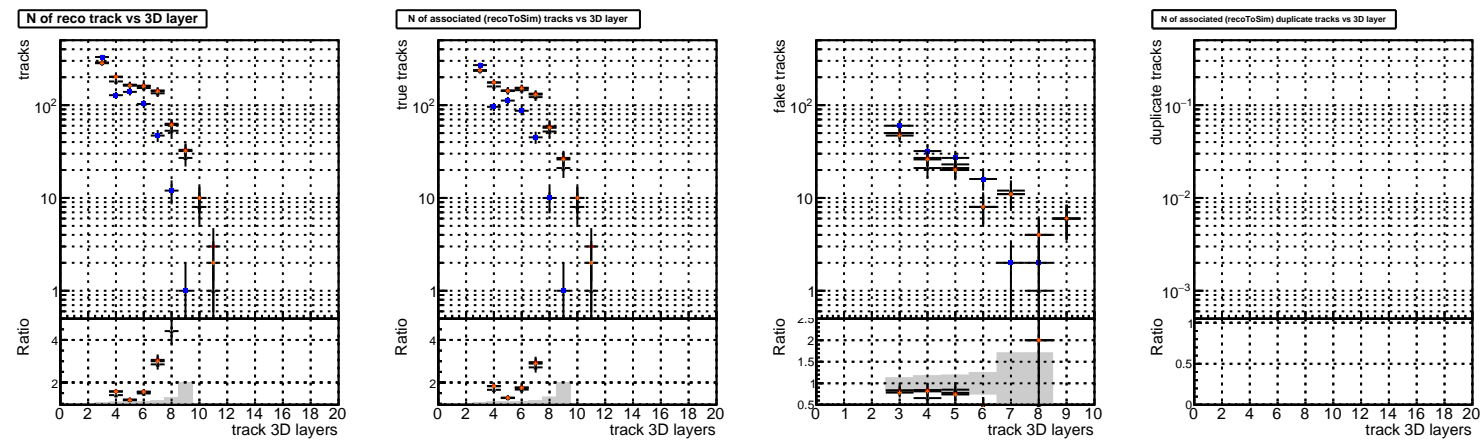 N of reco track vs 3D layer
tracks
10²
10
1
Ratio
4
2
0 2 4 6 8 10 12 14 16 18 20
track 3D layers
N of associated (recoToSim) tracks vs 3D layer
true tracks
10²
10
1
Ratio
4
2
0 2 4 6 8 10 12 14 16 18 20
track 3D layers
fake tracks
10²
10
1
Ratio
2.5
2
1.5
1
0.5
0 1 2 3 4 5 6 7 8 9 10
track 3D layers
N of associated (recoToSim) duplicate tracks vs 3D layer
duplicate tracks
10⁻¹
10⁻²
10⁻³
Ratio
1
0.5
0
0 2 4 6 8 10 12 14 16 18 20
track 3D layers